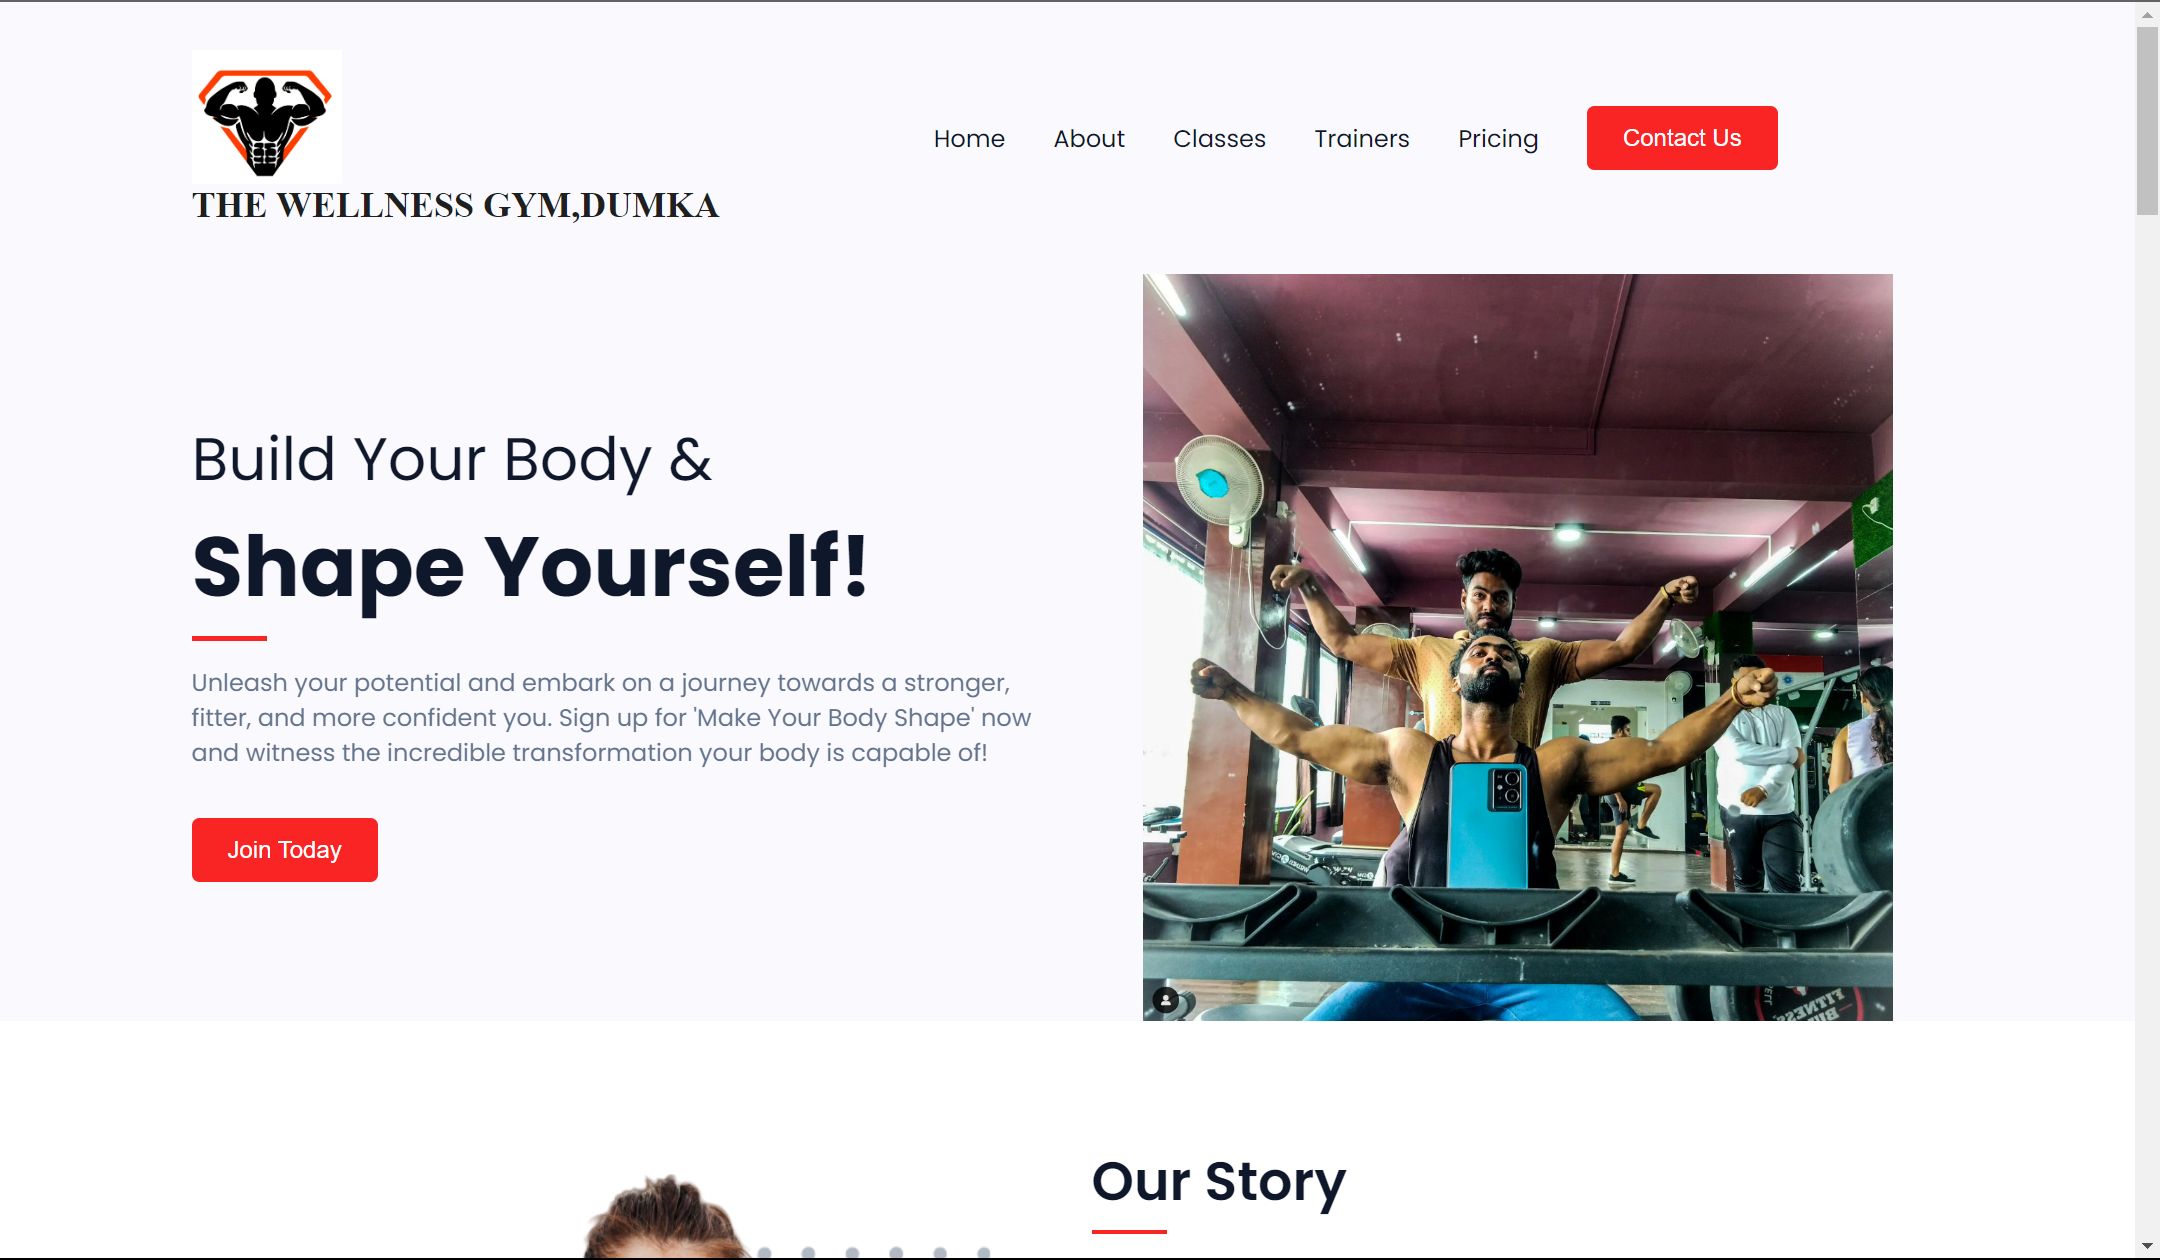 THE WELLNESS GYM,DUMKA
Home About Classes Trainers Pricing Contact Us
Build Your Body &
Shape Yourself!
Unleash your potential and embark on a journey towards a stronger,
fitter, and more confident you. Sign up for 'Make Your Body Shape' now
and witness the incredible transformation your body is capable of!
Join Today
FITNESS
Our Story